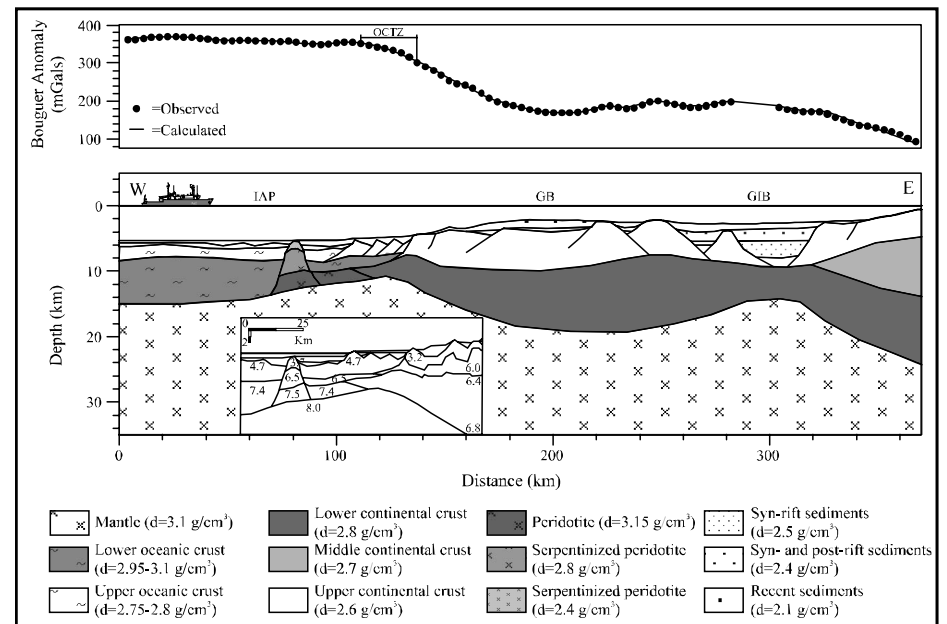 400
300
200
100
Bouguer Anomaly
(mGals)
OCTZ
=Observed
=Calculated
W
IAP
GB
GIB
E
0
10
20
30
Depth (km)
0
25
2
Km
4.7
4.7
3.2
6.0
6.5
6.5
6.4
7.4
7.5
7.4
8.0
6.8
0
100
200
300
Distance (km)
Mantle (d=3.1 g/cm³)
Lower oceanic crust
(d=2.95-3.1 g/cm³)
Upper oceanic crust
(d=2.75-2.8 g/cm³)
Lower continental crust
(d=2.8 g/cm³)
Middle continental crust
(d=2.7 g/cm³)
Upper continental crust
(d=2.6 g/cm³)
Peridotite (d=3.15 g/cm³)
Serpentinized peridotite
(d=2.8 g/cm³)
Serpentinized peridotite
(d=2.4 g/cm³)
Syn-rift sediments
(d=2.5 g/cm³)
Syn- and post-rift sediments
(d=2.4 g/cm³)
Recent sediments
(d=2.1 g/cm³)